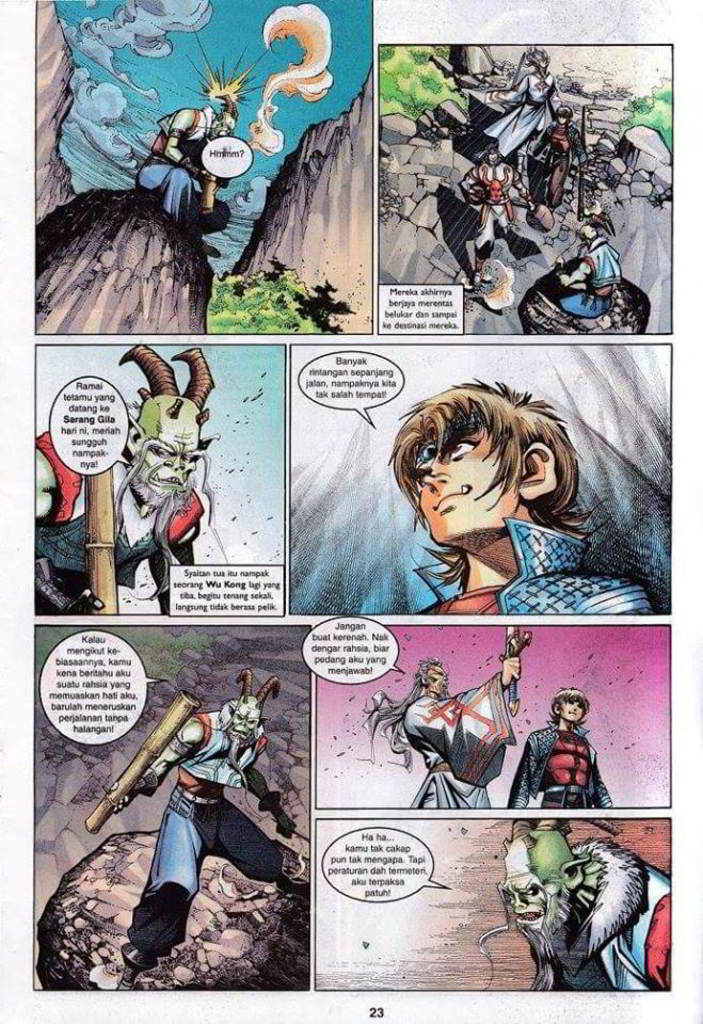 Hmmm?
Mereka akhirnya
berjaya merentas
belukar dan sampai
ke destinasi mereka.
Ramai
tetamu yang
datang ke
Sarang Gila
hari ni, meriah
sungguh
nampak-
nya!
Syaitan tua itu nampak
seorang Wu Kong lagi yang
tiba, begitu tenang sekali,
langsung tidak berasa pelik.
Banyak
rintangan sepanjang
jalan, nampaknya kita
tak salah tempat!
Kalau
mengikut ke-
biasaannya, kamu
kena beritahu aku
suatu rahsia yang
memuaskan hati aku,
barulah meneruskan
perjalanan tanpa
halangan!
Jangan
buat kerenah. Nak
dengar rahsia, biar
pedang aku yang
menjawab!
Ha ha...
kamu tak cakap
pun tak mengapa. Tapi
peraturan dah termeteri,
aku terpaksa
patuh!
23